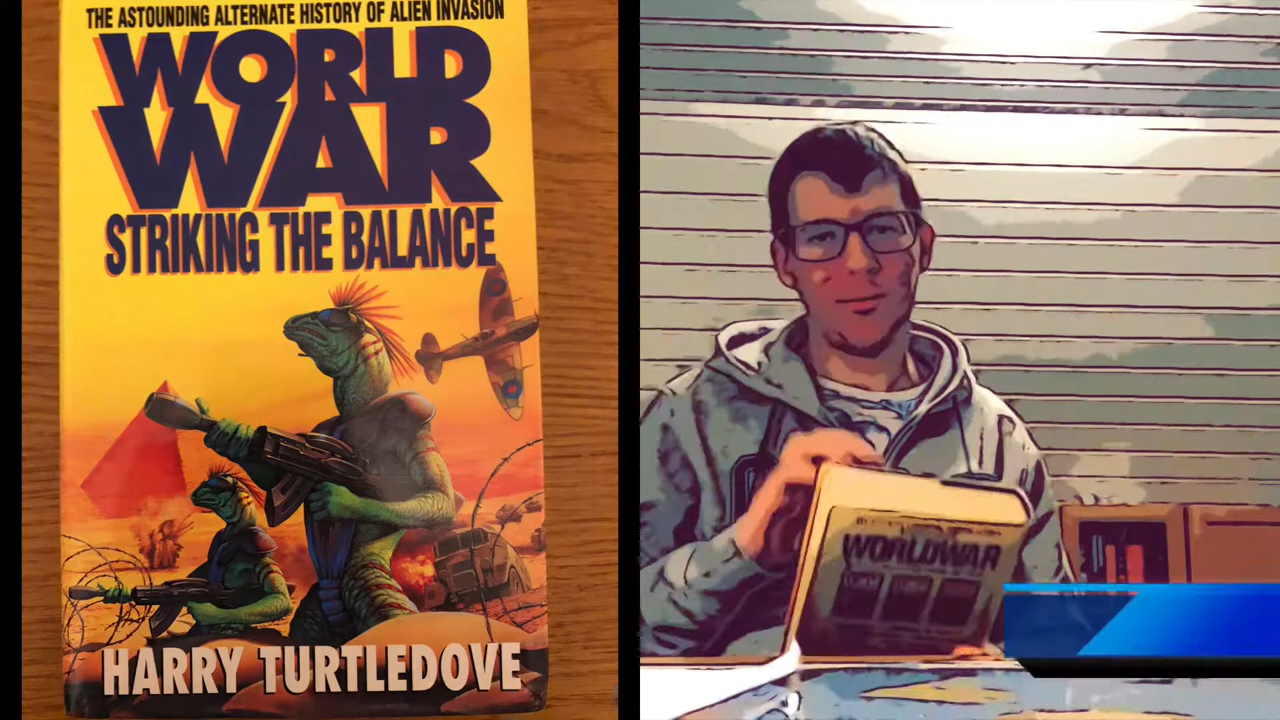 THE ASTOUNDING ALTERNATE HISTORY OF ALIEN INVASION
WORLD
WAR
STRIKING THE BALANCE
HARRY TURTLEDOVE
WORLDWAR